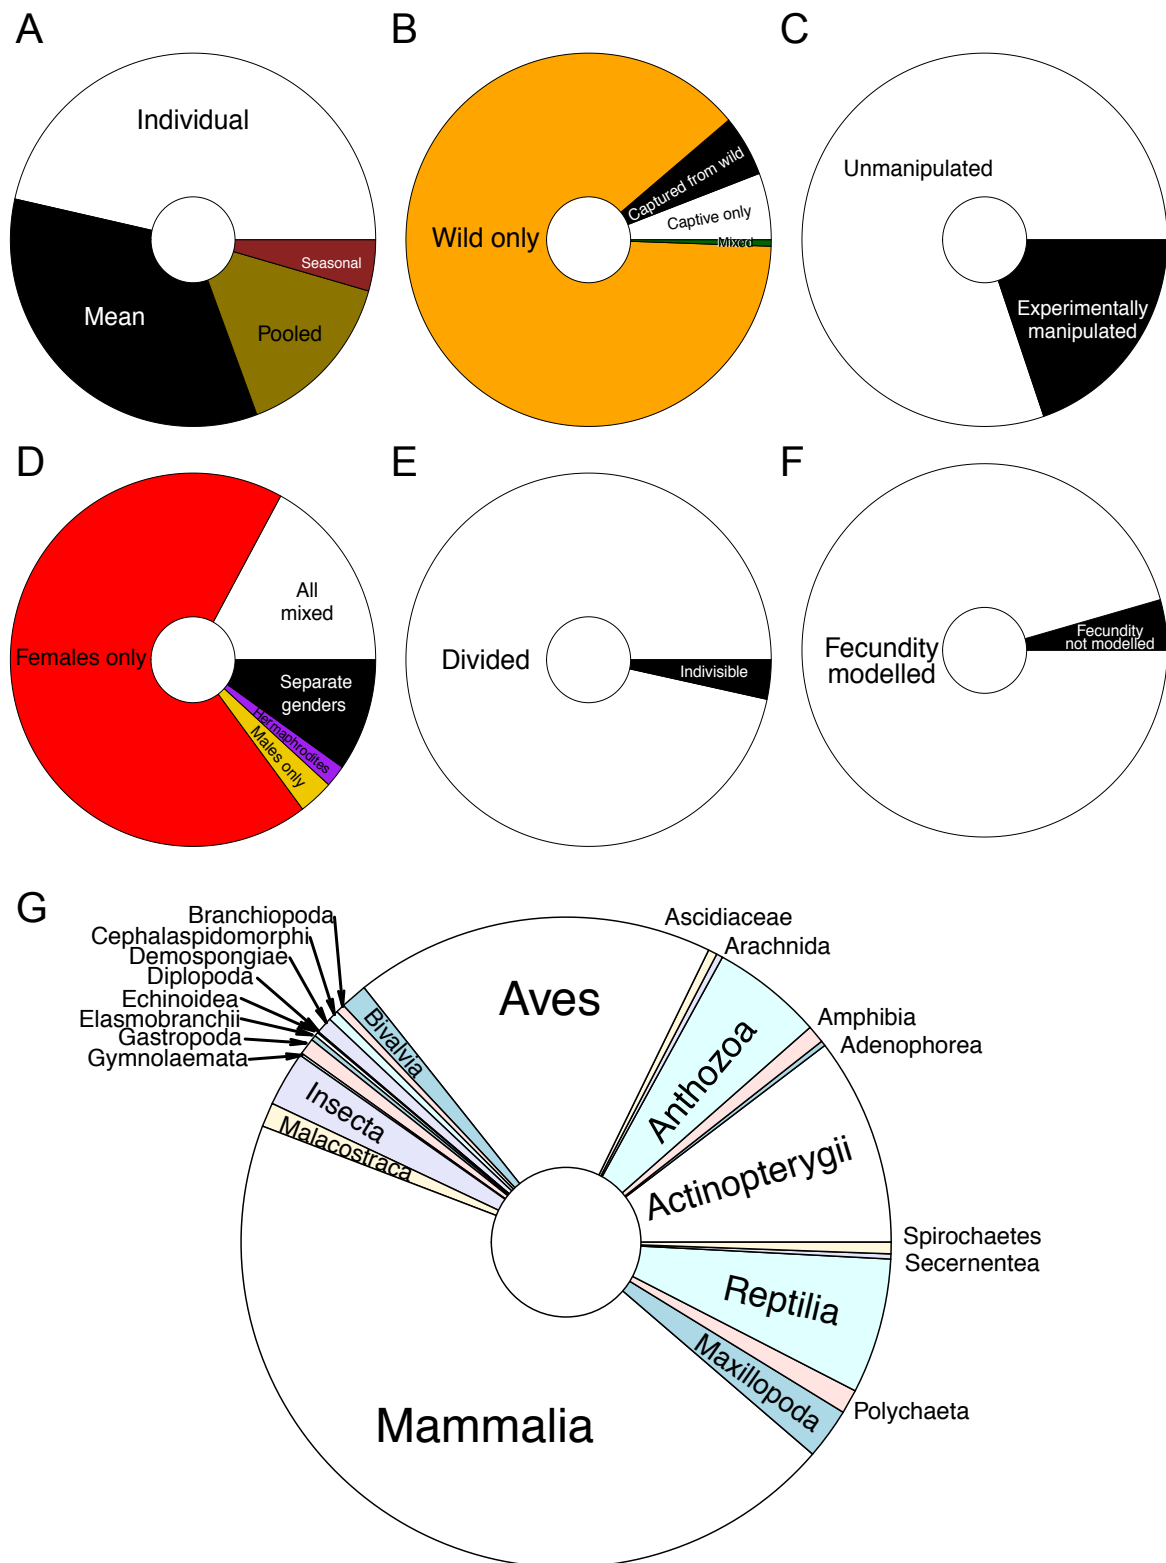 A
Individual
Mean
Seasonal
Pooled
B
Wild only
Captured from wild
Captive only
Mixed
C
Unmanipulated
Experimentally
manipulated
D
Females only
All
mixed
Separate
genders
Hermaphrodites
Males only
E
Divided
Indivisible
F
Fecundity
modelled
Fecundity
not modelled
G
Branchiopoda
Cephalaspidomorphi
Demospongiae
Diplopoda
Echinoidea
Elasmobranchii
Gastropoda
Gymnolaemata
Insecta
Malacostraca
Bivalvia
Aves
Ascidiaceae
Arachnida
Anthozoa
Amphibia
Adenophorea
Actinopterygii
Spirochaetes
Secernentea
Reptilia
Maxillopoda
Polychaeta
Mammalia